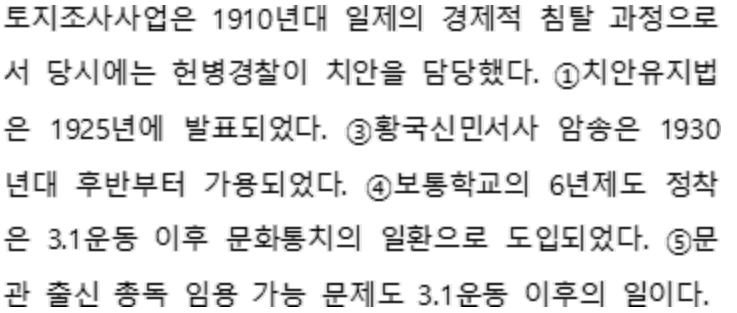 토지조사사업은 1910년대 일제의 경제적 침탈 과정으로
서 당시에는 헌병경찰이 치안을 담당했다. ①치안유지법
은 1925년에 발표되었다. ③황국신민서사 암송은 1930
년대 후반부터 가용되었다. ④보통학교의 6년제도 정착
은 3.1운동 이후 문화통치의 일환으로 도입되었다. ⑤문
관 출신 총독 임용 가능 문제도 3.1운동 이후의 일이다.